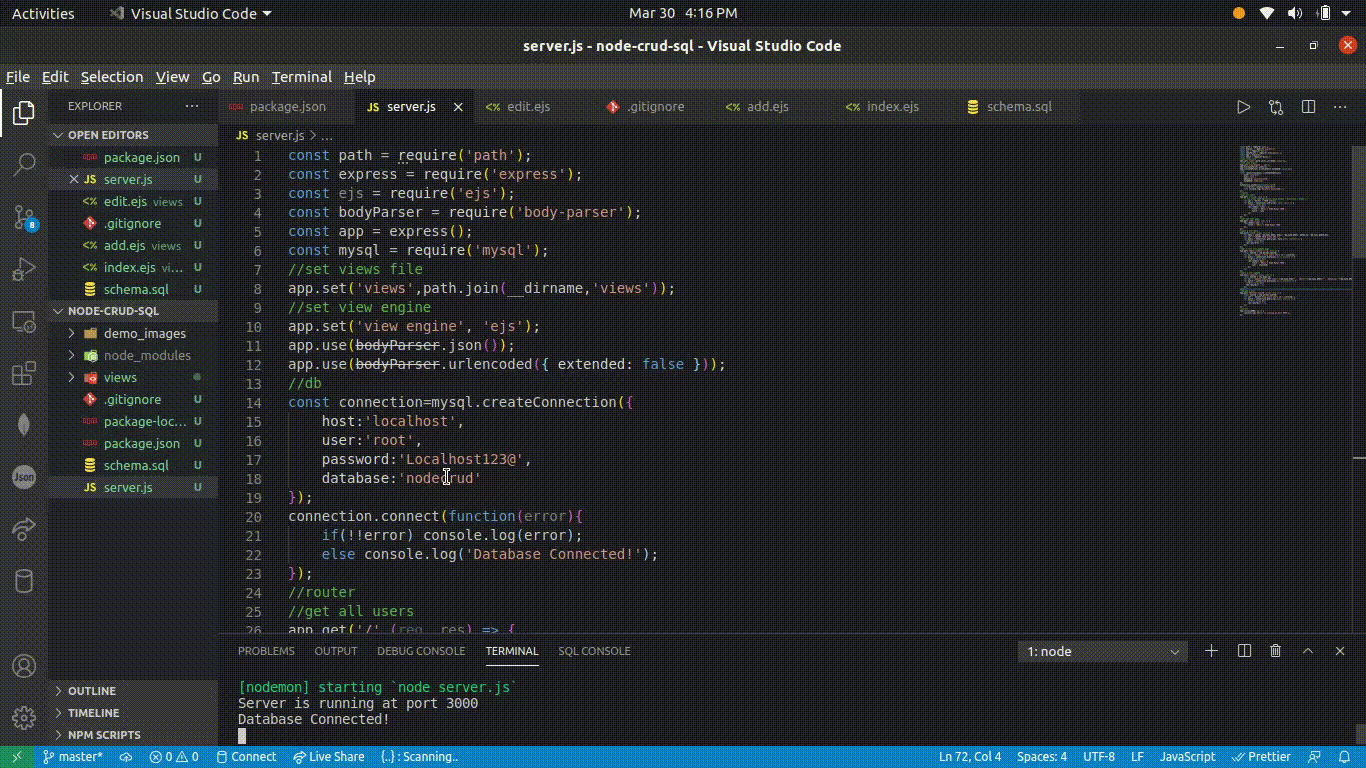 Activities Visual Studio Code Mar 30 4:16 PM
server.js - node-crud-sql - Visual Studio Code
File Edit Selection View Go Run Terminal Help
EXPLORER ...
OPEN EDITORS
package.json U
server.js U
edit.ejs views U
.gitignore U
add.ejs views U
index.ejs vi... U
schema.sql U
NODE-CRUD-SQL
demo_images
node_modules
views
.gitignore U
package-loc... U
package.json U
schema.sql U
JS server.js U
OUTLINE
TIMELINE
NPM SCRIPTS
8
Json
package.json JS server.js edit.ejs .gitignore add.ejs index.ejs schema.sql
JS server.js > ...
1 const path = require('path');
2 const express = require('express');
3 const ejs = require('ejs');
4 const bodyParser = require('body-parser');
5 const app = express();
6 const mysql = require('mysql');
7 //set views file
8 app.set('views',path.join(__dirname,'views'));
9 //set view engine
10 app.set('view engine', 'ejs');
11 app.use(bodyParser.json());
12 app.use(bodyParser.urlencoded({ extended: false }));
13 //db
14 const connection=mysql.createConnection({
15 host:'localhost',
16 user:'root',
17 password:'Localhost123@',
18 database:'nodecrud'
19 });
20 connection.connect(function(error){
21 if(!!error) console.log(error);
22 else console.log('Database Connected!');
23 });
24 //router
25 //get all users
26 app.get('/' (req, res) => {
PROBLEMS OUTPUT DEBUG CONSOLE TERMINAL SQL CONSOLE 1: node
[nodemon] starting `node server.js`
Server is running at port 3000
Database Connected!
master* 0 0 Connect Live Share {..} : Scanning.. Ln 72, Col 4 Spaces: 4 UTF-8 LF JavaScript Prettier